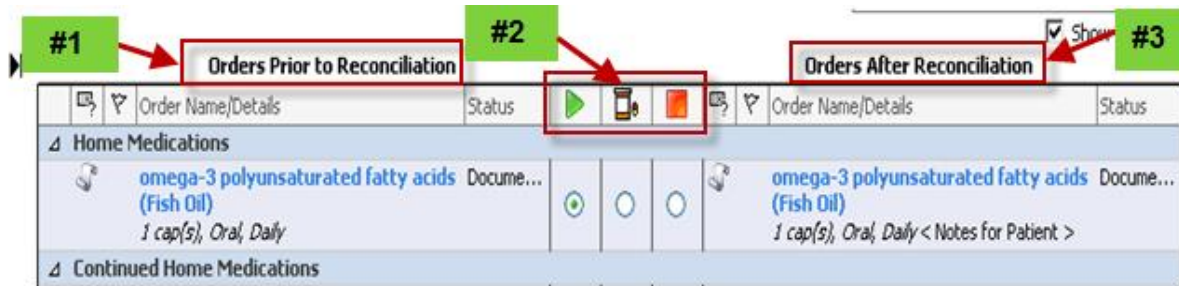 #1
#2
#3
Show
Orders Prior to Reconciliation
Orders After Reconciliation
Order Name/Details Status Order Name/Details Status
Home Medications
omega-3 polyunsaturated fatty acids Docume... omega-3 polyunsaturated fatty acids Docume...
(Fish Oil) (Fish Oil)
1 cap(s), Oral, Daily 1 cap(s), Oral, Daily < Notes for Patient >
Continued Home Medications